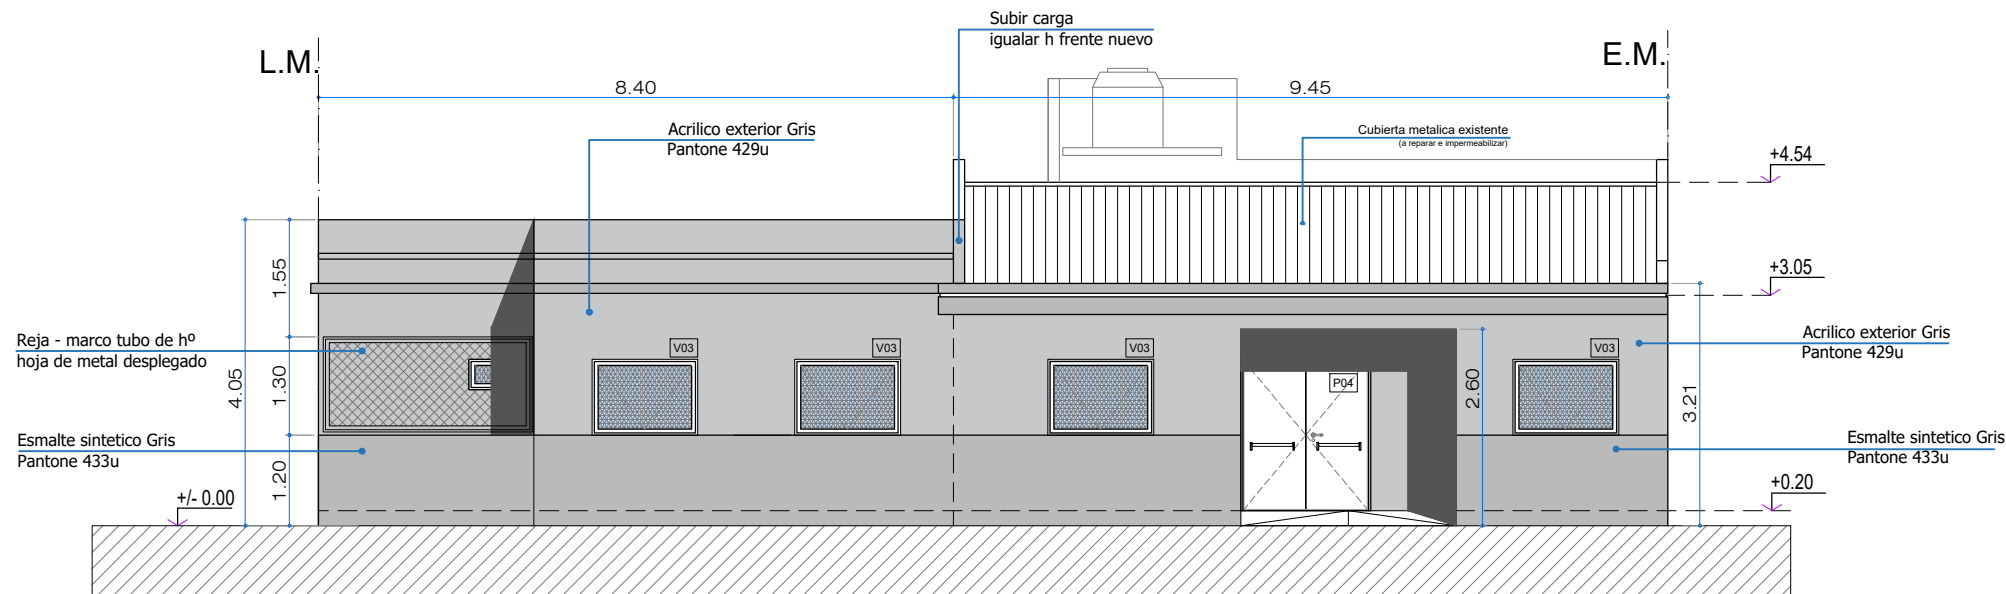 Subir carga
igualar h frente nuevo
L.M.
E.M.
8.40
9.45
Acrilico exterior Gris
Pantone 429u
Cubierta metalica existente
(a reparar e impermeabilizar)
+4.54
+3.05
1.55
Reja - marco tubo de hº
hoja de metal desplegado
4.05
1.30
V03
V03
V03
V03
P04
2.60
3.21
Acrilico exterior Gris
Pantone 429u
Esmalte sintetico Gris
Pantone 433u
Esmalte sintetico Gris
Pantone 433u
1.20
+/- 0.00
+0.20